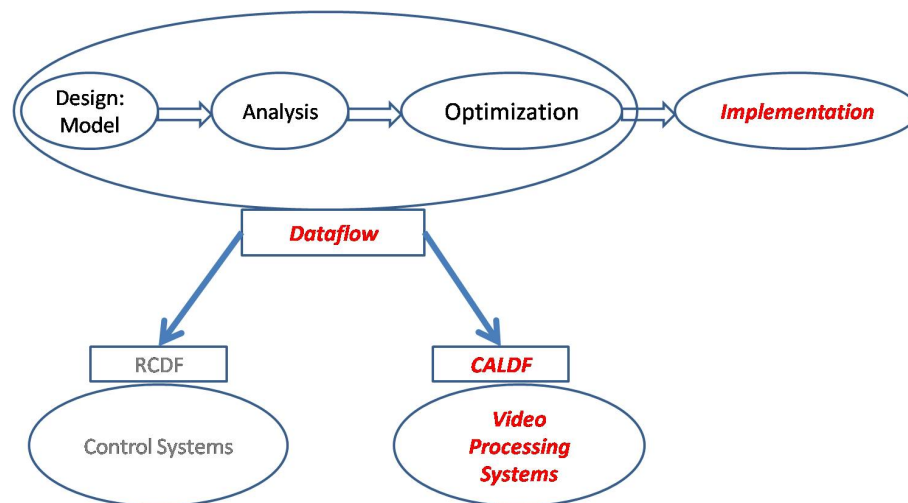 Design:
Model
Analysis
Optimization
Implementation
Dataflow
RCDF
CALDF
Control Systems
Video
Processing
Systems